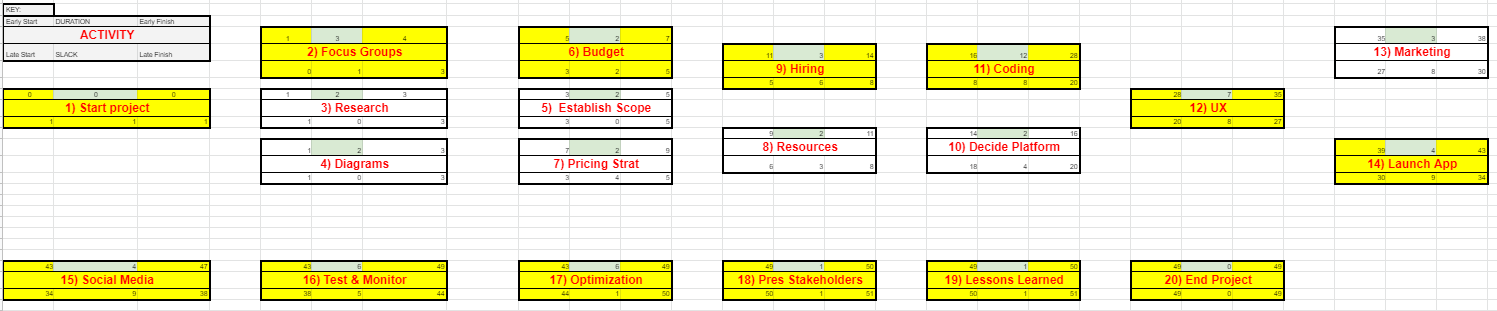 KEY:
Early Start DURATION Early Finish
ACTIVITY
Late Start SLACK Late Finish
1 3 4
2) Focus Groups
0 1 3
5 2 7
6) Budget
3 2 5
11 3 14
9) Hiring
5 6 8
16 12 28
11) Coding
8 8 20
35 3 38
13) Marketing
27 8 30
0 0 0
1) Start project
1 1 1
1 2 3
3) Research
1 0 3
3 2 5
5) Establish Scope
3 0 5
28 7 35
12) UX
20 8 27
1 2 3
4) Diagrams
1 0 3
7 2 9
7) Pricing Strat
3 4 5
9 2 11
8) Resources
6 3 8
14 2 16
10) Decide Platform
18 4 20
39 4 43
14) Launch App
30 9 34
43 4 47
15) Social Media
34 9 38
43 6 49
16) Test & Monitor
38 5 44
43 6 49
17) Optimization
44 1 50
49 1 50
18) Pres Stakeholders
50 1 51
49 1 50
19) Lessons Learned
50 1 51
49 0 49
20) End Project
49 0 49